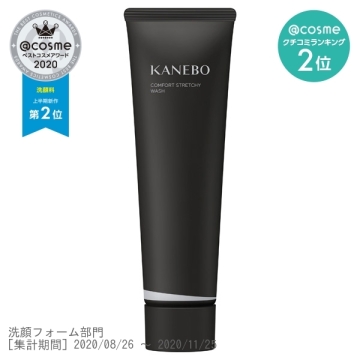 @cosme
ベストコスメアワード
2020
洗顔料
上半期新作
第2位
@cosme
クチコミランキング
2位
KANEBO
COMFORT STRETCHY
WASH
洗顔フォーム部門
[集計期間] 2020/08/26 ～ 2020/11/25